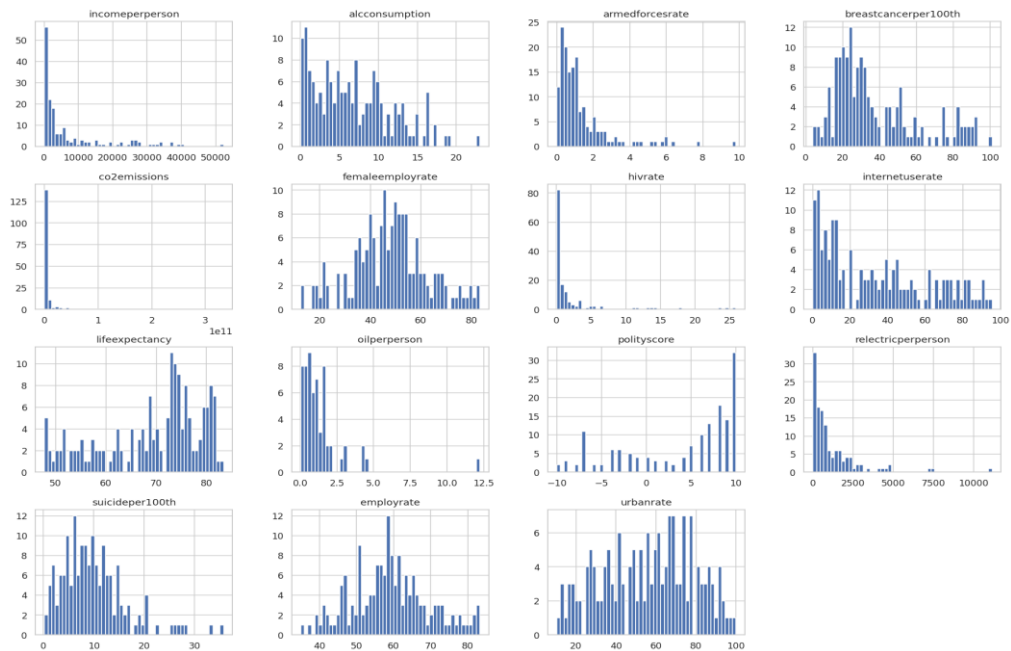 incomeperperson
50
40
30
20
10
0
0 10000 20000 30000 40000 50000
alcconsumption
10
8
6
4
2
0
0 5 10 15 20
armedforcesrate
25
20
15
10
5
0
0 2 4 6 8 10
breastcancerper100th
12
10
8
6
4
2
0
0 20 40 60 80 100
co2emissions
125
100
75
50
25
0
0 1 2 3
1e11
femaleemployrate
10
8
6
4
2
0
20 40 60 80
hivrate
80
60
40
20
0
0 5 10 15 20 25
internetuserate
12
10
8
6
4
2
0
0 20 40 60 80 100
lifeexpectancy
10
8
6
4
2
0
50 60 70 80
oilperperson
8
6
4
2
0
0.0 2.5 5.0 7.5 10.0 12.5
polityscore
30
25
20
15
10
5
0
−10 −5 0 5 10
relectricperperson
30
25
20
15
10
5
0
0 2500 5000 7500 10000
suicideper100th
12
10
8
6
4
2
0
0 10 20 30
employrate
12
10
8
6
4
2
0
40 50 60 70 80
urbanrate
6
4
2
0
20 40 60 80 100